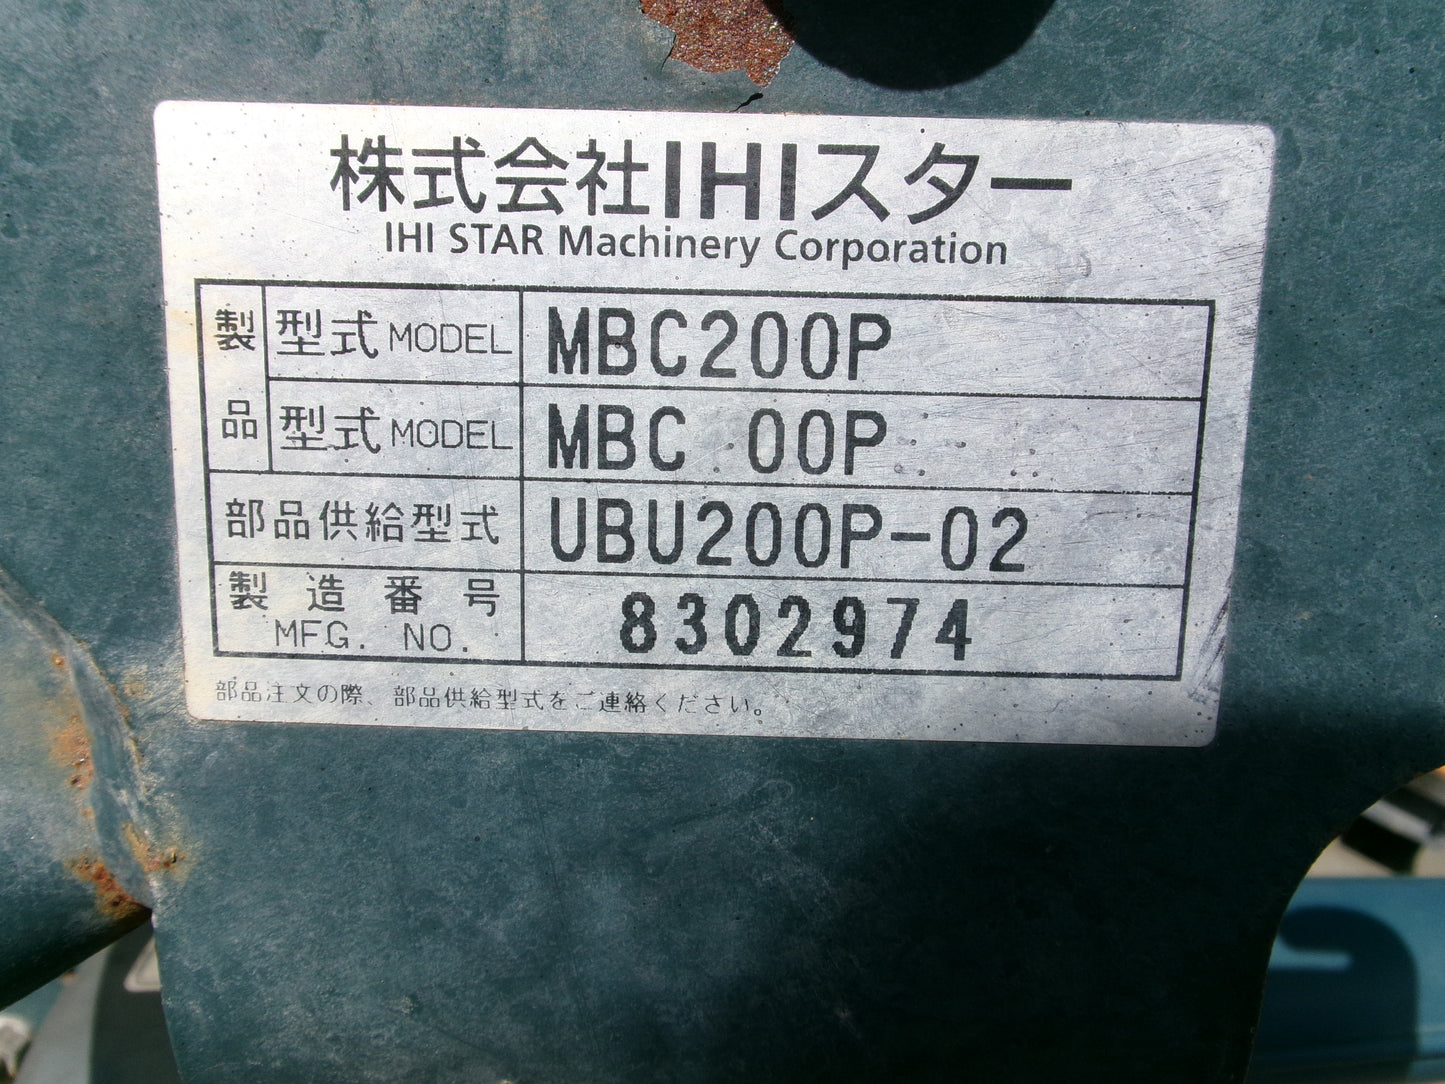 株式会社IHIスター
IHI STAR Machinery Corporation
製品 型式 MODEL MBC200P
型式 MODEL MBC 00P
部品供給型式 UBU200P-02
製造番号 MFG. NO. 8302974
部品注文の際、部品供給型式をご連絡ください。